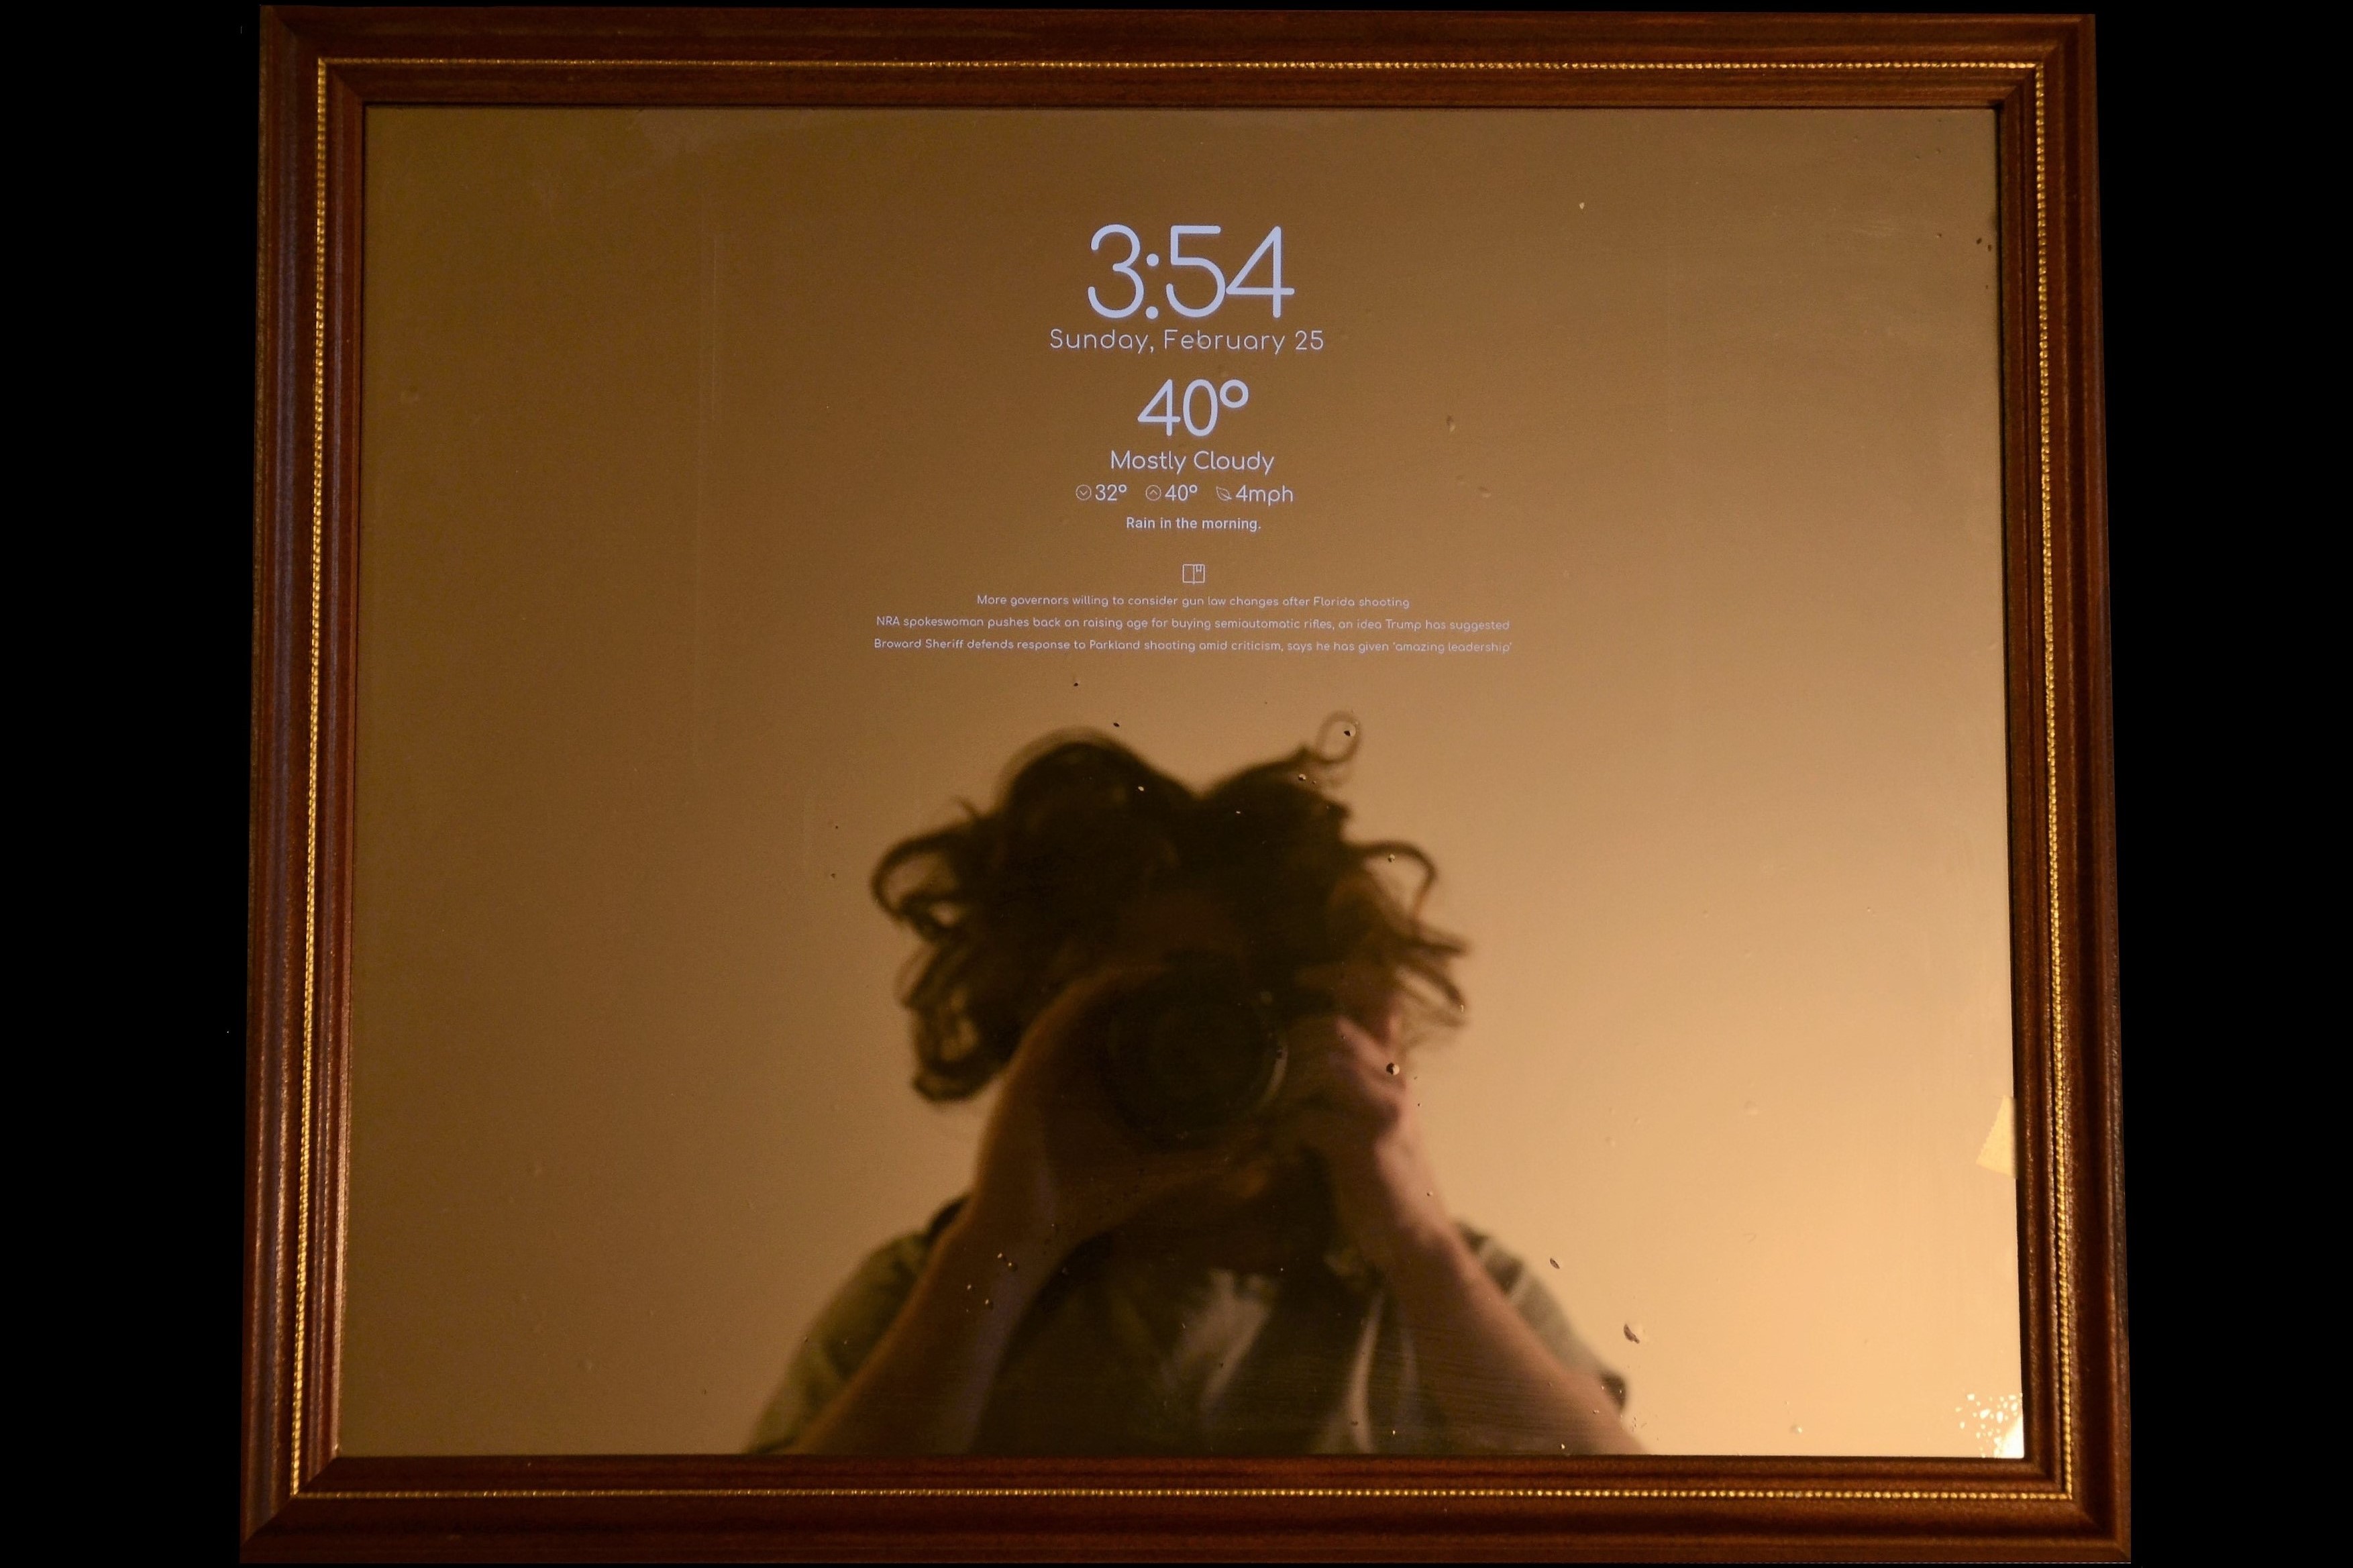 3:54
Sunday, February 25
40°
Mostly Cloudy
32° 40° 4mph
Rain in the morning.
More governors willing to consider gun law changes after Florida shooting
NRA spokeswoman pushes back on raising age for buying semiautomatic rifles, an idea Trump has suggested
Broward Sheriff defends response to Parkland shooting amid criticism, says he has given 'amazing leadership'